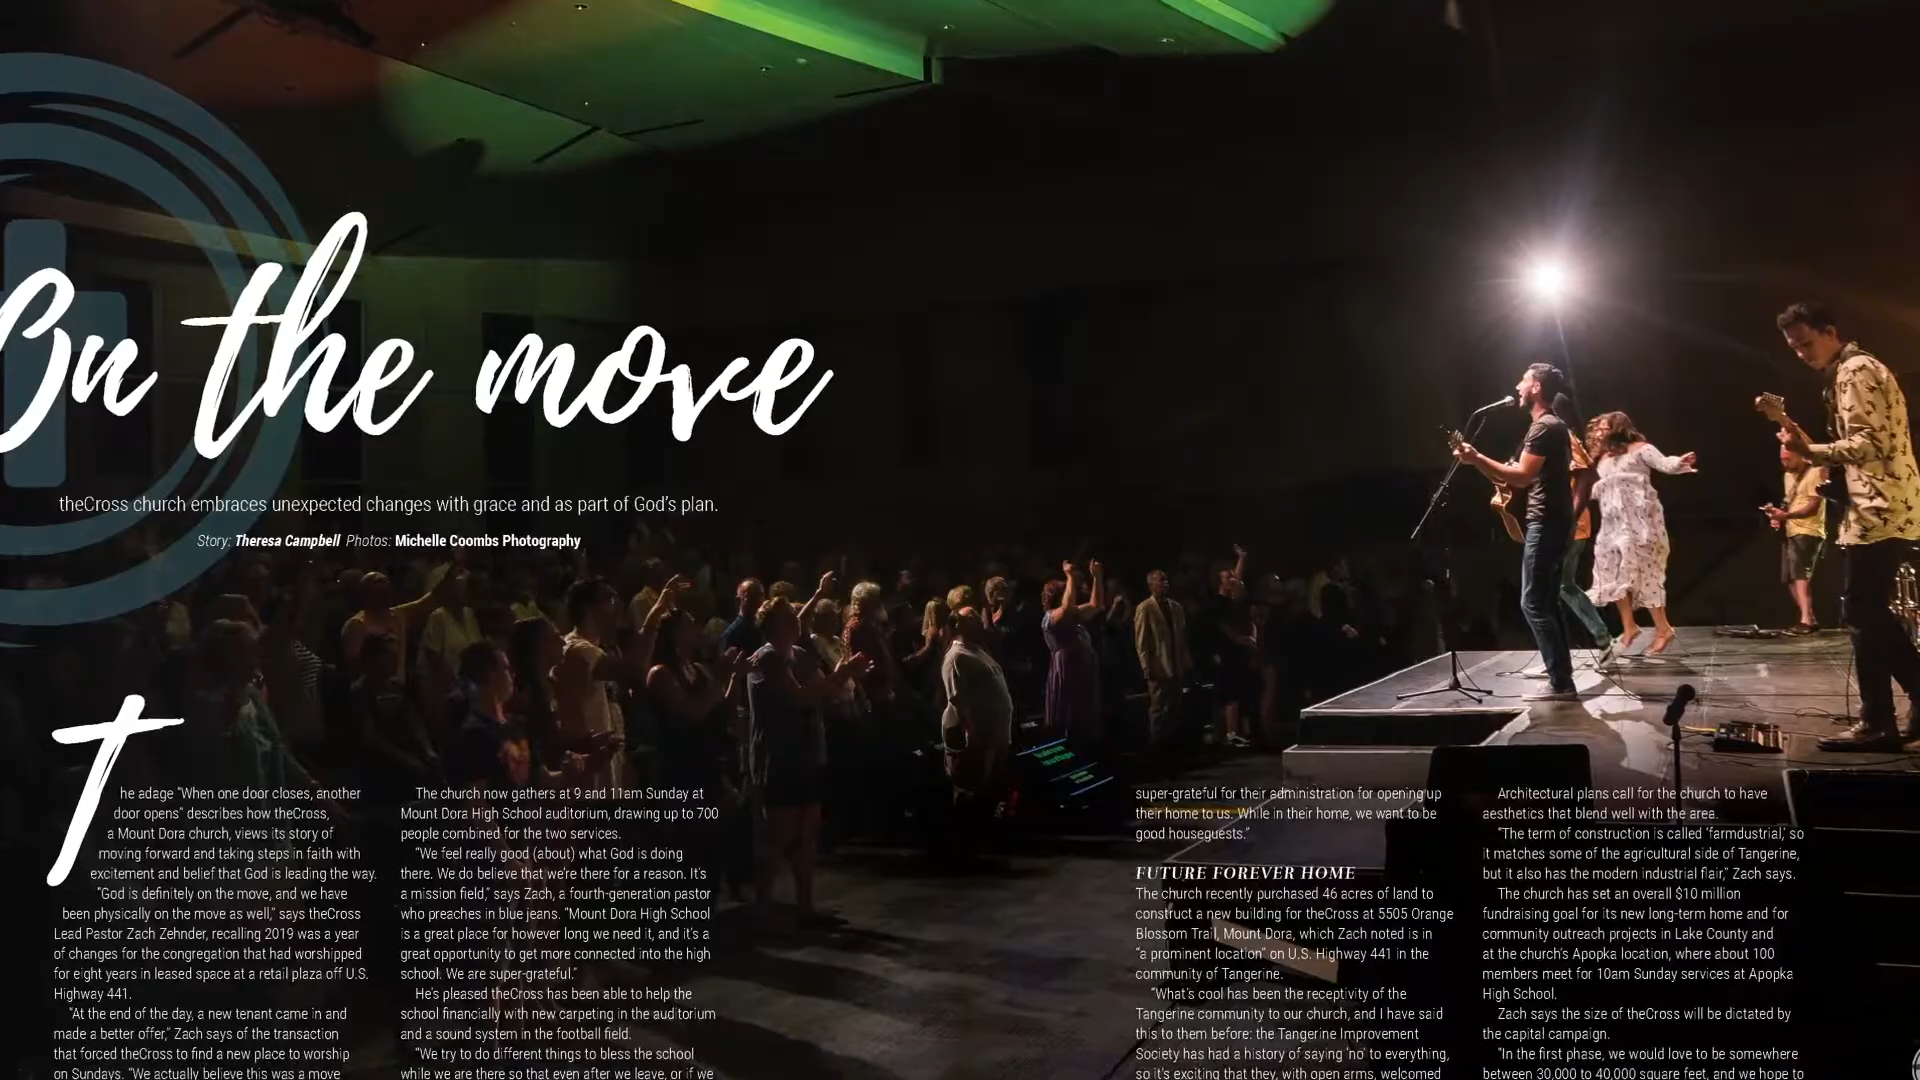 On the move
theCross church embraces unexpected changes with grace and as part of God's plan.
Story: Theresa Campbell Photos: Michelle Coombs Photography
The adage "When one door closes, another
door opens" describes how theCross,
a Mount Dora church, views its story of
moving forward and taking steps in faith with
excitement and belief that God is leading the way.
"God is definitely on the move, and we have
been physically on the move as well," says theCross
Lead Pastor Zach Zehnder, recalling 2019 was a year
of changes for the congregation that had worshipped
for eight years in leased space at a retail plaza off U.S.
Highway 441.
"At the end of the day, a new tenant came in and
made a better offer," Zach says of the transaction
that forced theCross to find a new place to worship
on Sundays. "We actually believe this was a move
The church now gathers at 9 and 11am Sunday at
Mount Dora High School auditorium, drawing up to 700
people combined for the two services.
"We feel really good (about) what God is doing
there. We do believe that we're there for a reason. It's
a mission field," says Zach, a fourth-generation pastor
who preaches in blue jeans. "Mount Dora High School
is a great place for however long we need it, and it's a
great opportunity to get more connected into the high
school. We are super-grateful."
He's pleased theCross has been able to help the
school financially with new carpeting in the auditorium
and a sound system in the football field.
"We try to do different things to bless the school
while we are there so that even after we leave, or if we
super-grateful for their administration for opening up
their home to us. While in their home, we want to be
good houseguests."
FUTURE FOREVER HOME
The church recently purchased 46 acres of land to
construct a new building for theCross at 5505 Orange
Blossom Trail, Mount Dora, which Zach noted is in
"a prominent location" on U.S. Highway 441 in the
community of Tangerine.
"What's cool has been the receptivity of the
Tangerine community to our church, and I have said
this to them before: the Tangerine Improvement
Society has had a history of saying 'no' to everything,
so it's exciting that they, with open arms, welcomed
Architectural plans call for the church to have
aesthetics that blend well with the area.
"The term of construction is called 'farmdustrial,' so
it matches some of the agricultural side of Tangerine,
but it also has the modern industrial flair," Zach says.
The church has set an overall $10 million
fundraising goal for its new long-term home and for
community outreach projects in Lake County and
at the church's Apopka location, where about 100
members meet for 10am Sunday services at Apopka
High School.
Zach says the size of theCross will be dictated by
the capital campaign.
"In the first phase, we would love to be somewhere
between 30,000 to 40,000 square feet, and we hope to